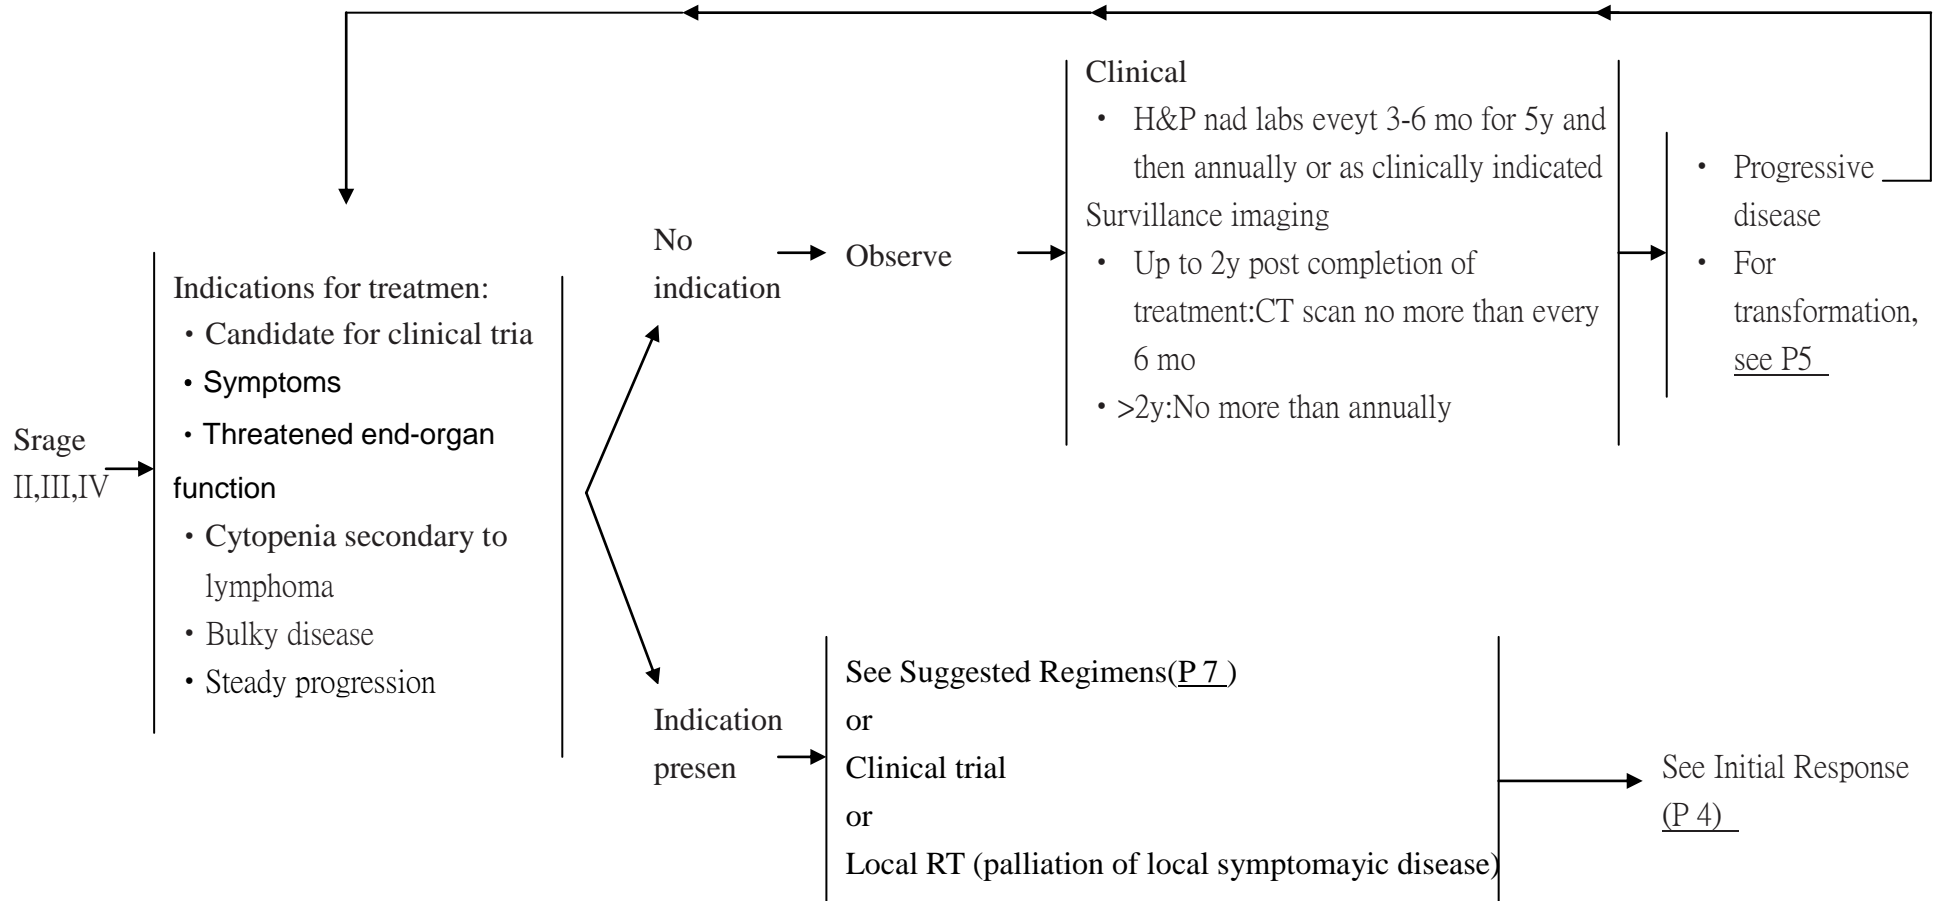 Srage
II,III,IV
Indications for treatmen:
・Candidate for clinical tria
・Symptoms
・Threatened end-organ
function
・Cytopenia secondary to
lymphoma
・Bulky disease
・Steady progression
No
indication
Observe
Clinical
・ H&P nad labs eveyt 3-6 mo for 5y and
then annually or as clinically indicated
Survillance imaging
・ Up to 2y post completion of
treatment:CT scan no more than every
6 mo
・>2y:No more than annually
・ Progressive
disease
・ For
transformation,
see P5
Indication
presen
See Suggested Regimens(P 7 )
or
Clinical trial
or
Local RT (palliation of local symptomayic disease)
See Initial Response
(P 4)